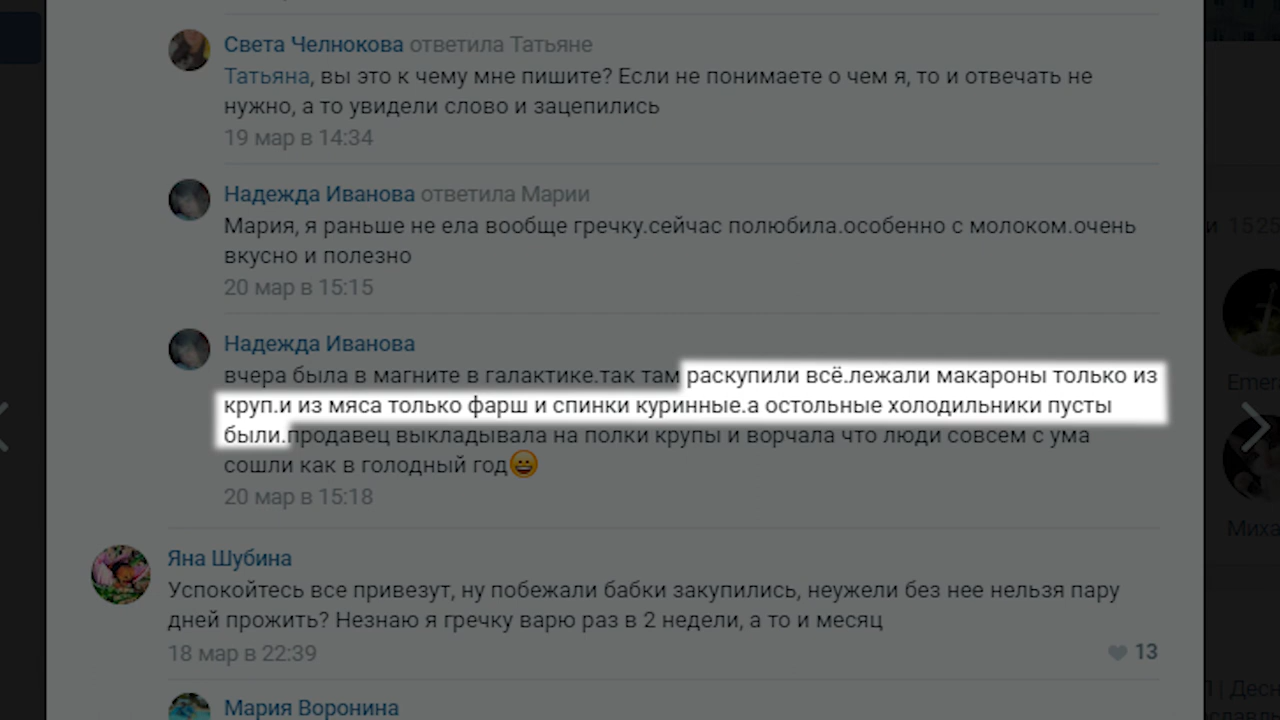 Света Челнокова ответила Татьяне
Татьяна, вы это к чему мне пишите? Если не понимаете о чем я, то и отвечать не
нужно, а то увидели слово и зацепились
19 мар в 14:34
Надежда Иванова ответила Марии
Мария, я раньше не ела вообще гречку.сейчас полюбила.особенно с молоком.очень
вкусно и полезно
20 мар в 15:15
Надежда Иванова
вчера была в магните в галактике.так там раскупили всё.лежали макароны только из
круп.и из мяса только фарш и спинки куринные.а остольные холодильники пусты
были.продавец выкладывала на полки крупы и ворчала что люди совсем с ума
сошли как в голодный год😀
20 мар в 15:18
Яна Шубина
Успокойтесь все привезут, ну побежали бабки закупились, неужели без нее нельзя пару
дней прожить? Незнаю я гречку варю раз в 2 недели, а то и месяц
18 мар в 22:39
13
Мария Воронина
и 1525
Emer
Миха
| Десн